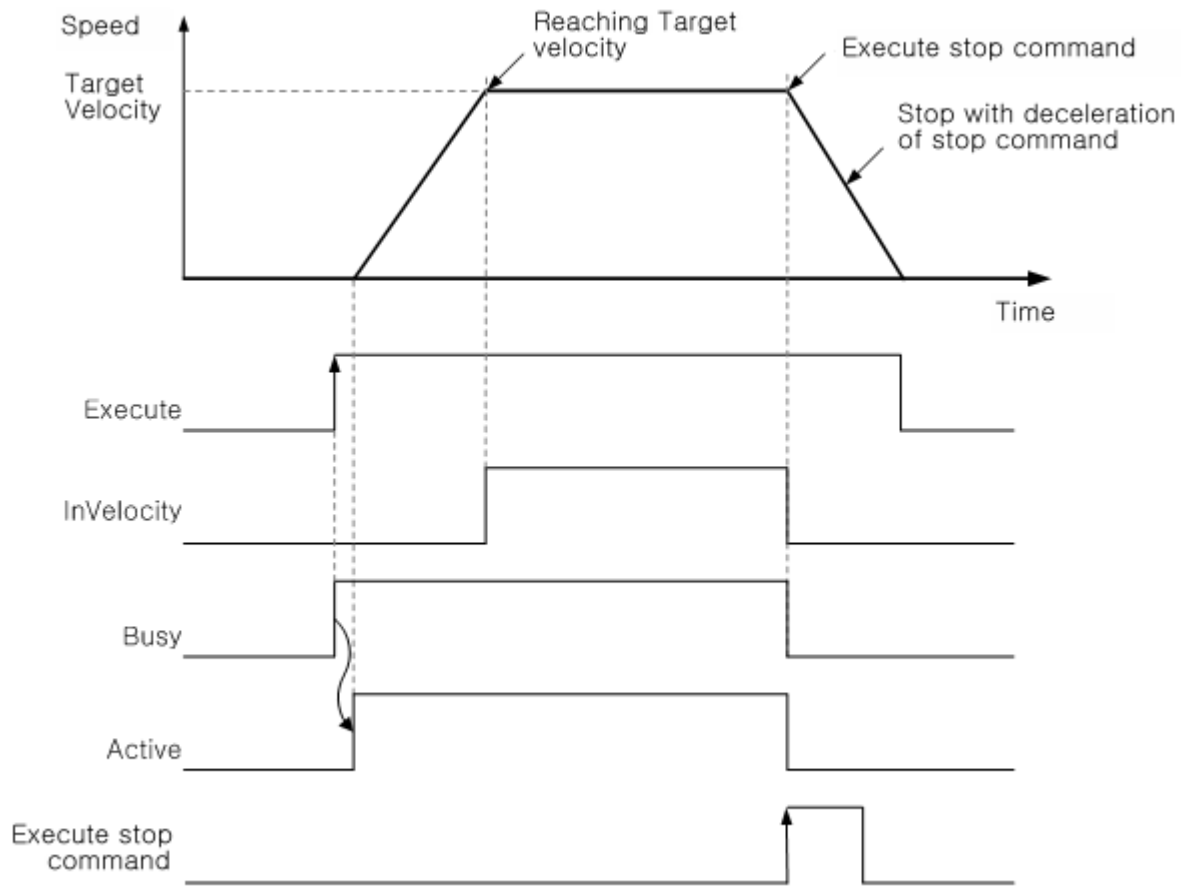 Speed
Reaching Target
velocity
Execute stop command
Target
Velocity
Stop with deceleration
of stop command
Time
Execute
InVelocity
Busy
Active
Execute stop
command